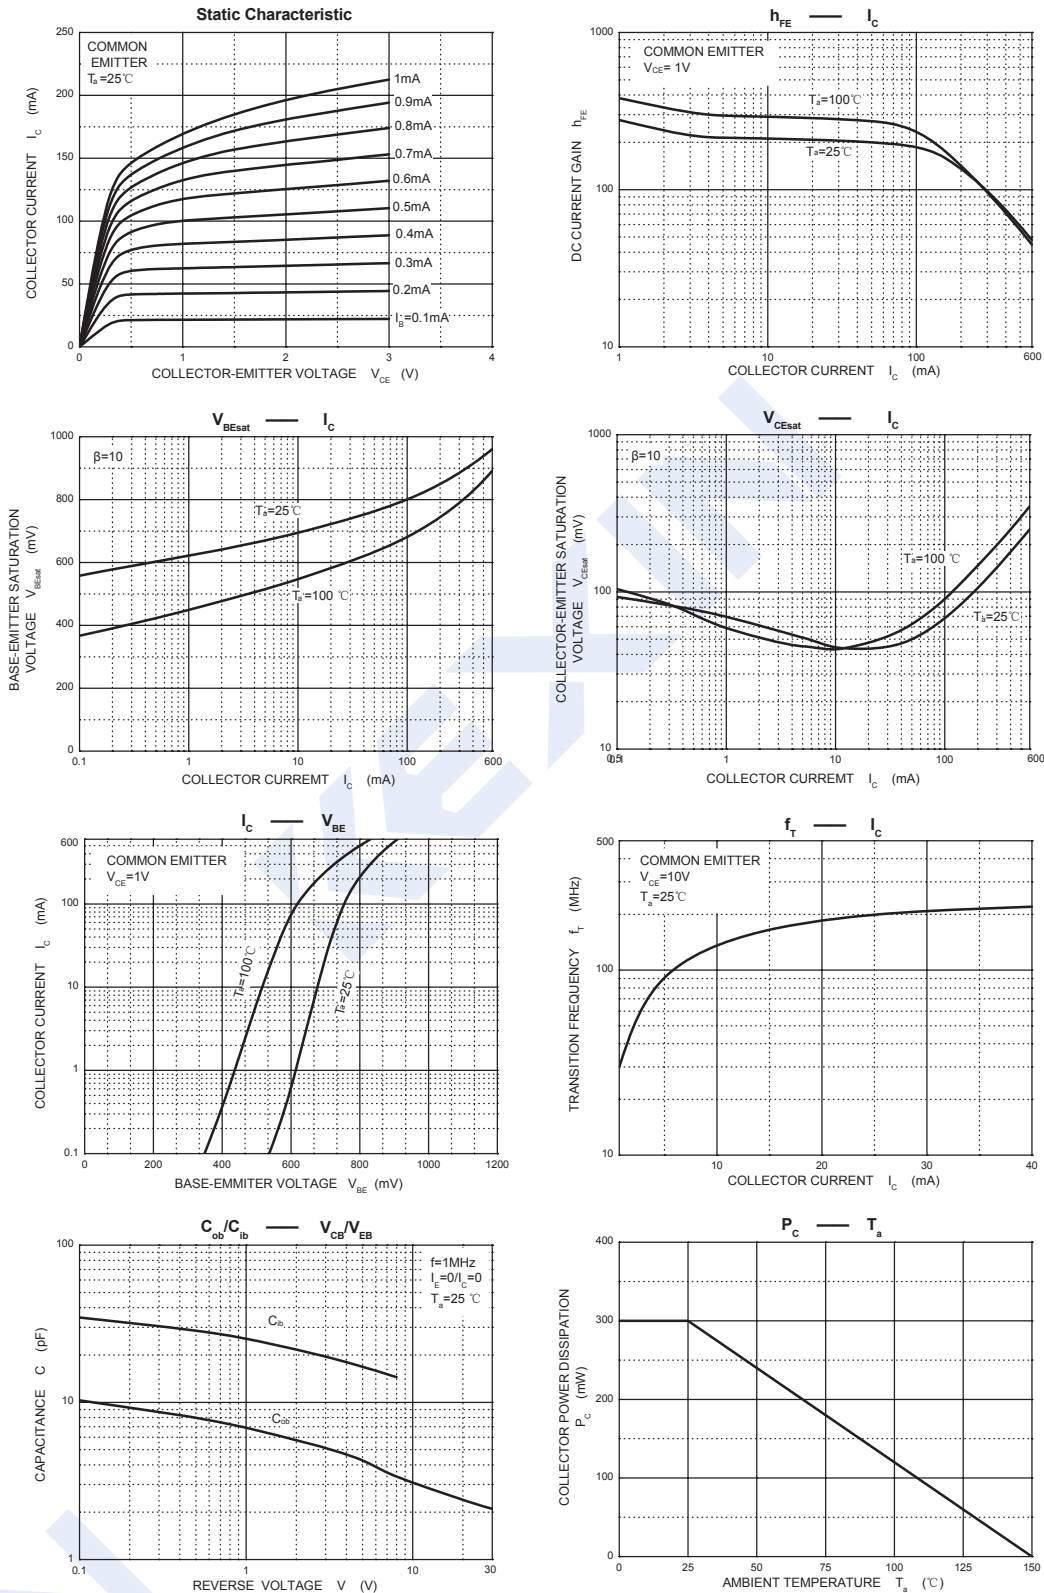 Static Characteristic
250
200
150
100
50
0
0
1
2
3
4
COMMON
EMITTER
Ta=25℃
1mA
0.9mA
0.8mA
0.7mA
0.6mA
0.5mA
0.4mA
0.3mA
0.2mA
IB=0.1mA
COLLECTOR CURRENT IC (mA)
COLLECTOR-EMITTER VOLTAGE VCE (V)
hFE —— IC
1000
100
10
1
10
100
600
COMMON EMITTER
VCE= 1V
Ta=100℃
Ta=25℃
DC CURRENT GAIN hFE
COLLECTOR CURRENT IC (mA)
VBEsat —— IC
1000
800
600
400
200
0
0.1
1
10
100
600
β=10
Ta=25℃
Ta=100 ℃
BASE-EMITTER SATURATION
VOLTAGE VBEsat (mV)
COLLECTOR CURREMT IC (mA)
VCEsat —— IC
1000
100
10
1
10
100
600
β=10
Ta=100 ℃
Ta=25℃
COLLECTOR-EMITTER SATURATION
VOLTAGE VCEsat (mV)
COLLECTOR CURREMT IC (mA)
KEXIN
IC —— VBE
600
100
10
1
0.1
0
200
400
600
800
1000
1200
COMMON EMITTER
VCE=1V
Ta=100℃
Ta=25℃
COLLECTOR CURRENT IC (mA)
BASE-EMMITER VOLTAGE VBE (mV)
fT —— IC
500
100
10
10
20
30
40
COMMON EMITTER
VCE=10V
Ta=25℃
TRANSITION FREQUENCY fT (MHz)
COLLECTOR CURRENT IC (mA)
Cob/Cib —— VCB/VEB
100
10
1
0.1
1
10
30
f=1MHz
IE=0/IC=0
Ta=25 ℃
Cib
Cob
CAPACITANCE C (pF)
REVERSE VOLTAGE V (V)
PC —— Ta
400
300
200
100
0
0
25
50
75
100
125
150
COLLECTOR POWER DISSIPATION
PC (mW)
AMBIENT TEMPERATURE Ta (℃)